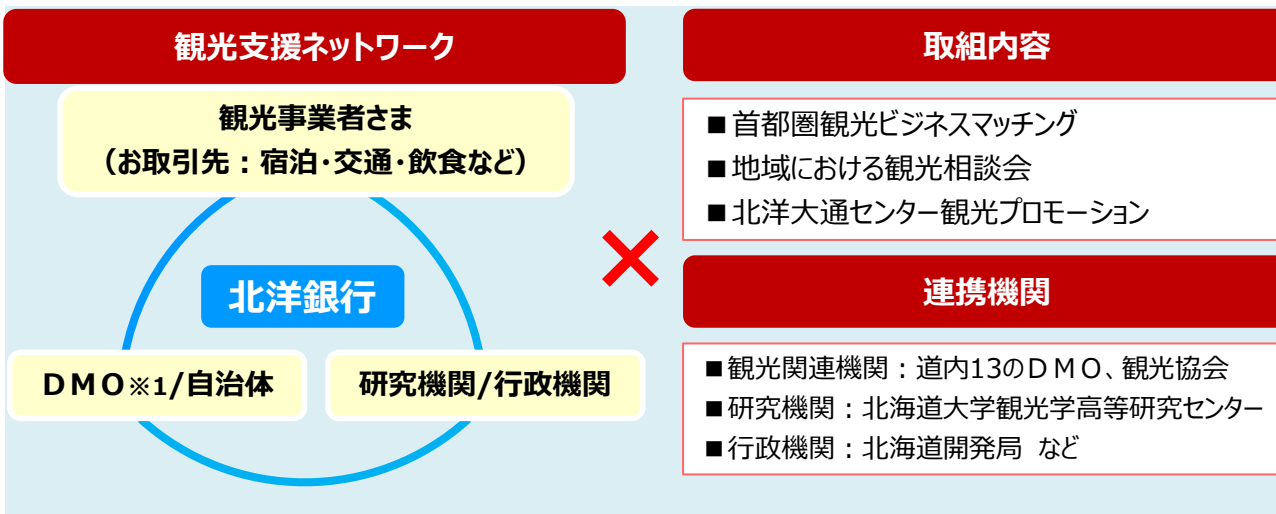 観光支援ネットワーク
観光事業者さま
（お取引先：宿泊・交通・飲食など）
北洋銀行
ＤＭＯ※1/自治体
研究機関/行政機関
×
取組内容
■首都圏観光ビジネスマッチング
■地域における観光相談会
■北洋大通センター観光プロモーション
連携機関
■観光関連機関：道内13のＤＭＯ、観光協会
■研究機関：北海道大学観光学高等研究センター
■行政機関：北海道開発局 など